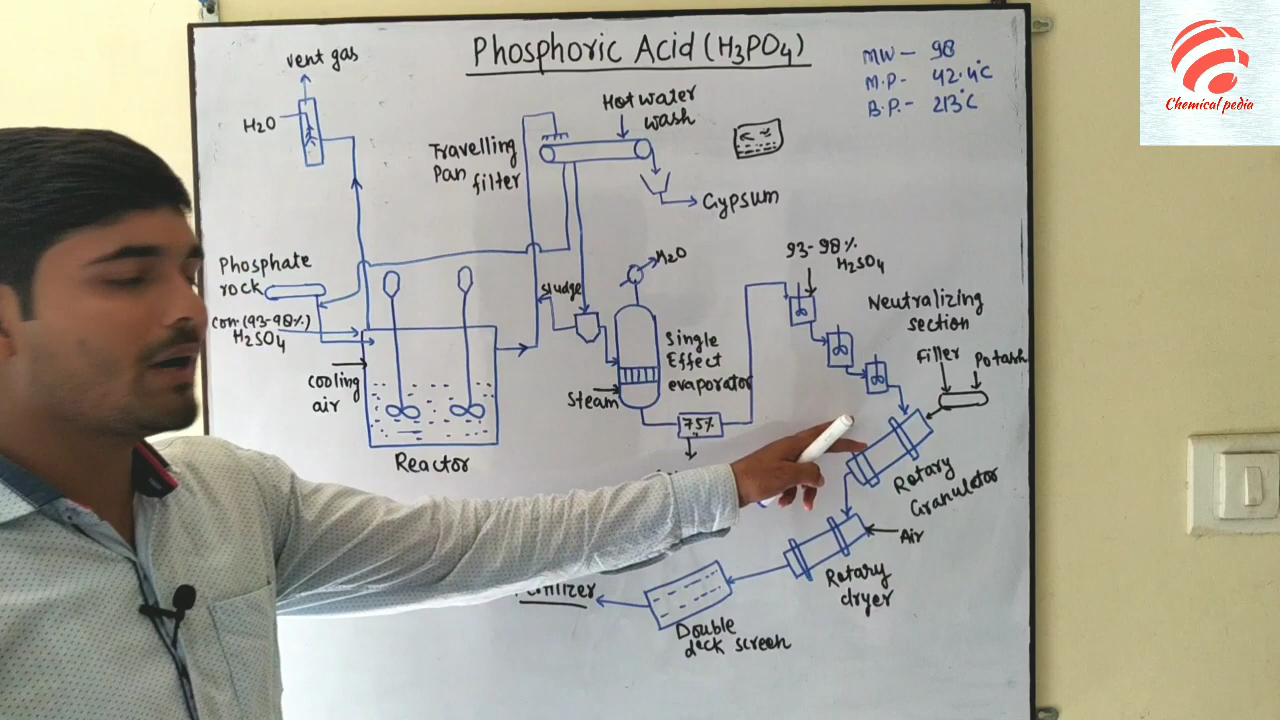 Phosphoric Acid (H3PO4)
MW - 98
M.P - 42.4°C
B.P. - 213°C
Chemical pedia
vent gas
H2O
Hot water
wash
Travelling
Pan
filter
Gypsum
Phosphate
rock
con. (93-98%)
H2SO4
cooling
air
Reactor
sludge
H2O
Single
Effect
evaporator
Steam
75%
93-98%
H2SO4
Neutralizing
section
Filler
Potash
Rotary
Granulator
Air
Rotary
dryer
Double
deck screen